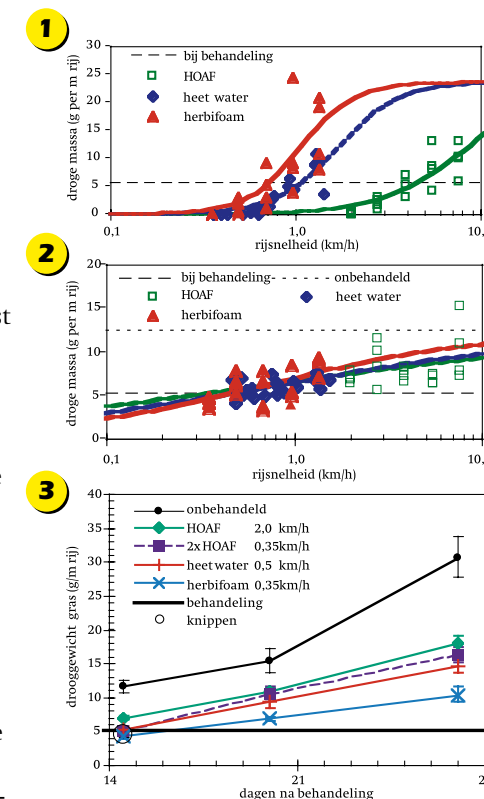 1
droge massa (g per m rij)
30
25
20
15
10
5
0
bij behandeling
HOAF
heet water
herbifoam
0,1
1,0
10,
rijsnelheid (km/h)
2
droge massa (g per m rij)
20
15
10
5
0
bij behandeling
onbehandeld
HOAF
heet water
herbifoam
0,1
1,0
10,
rijsnelheid (km/h)
st
e
3
drooggewicht gras (g/m rij)
40
35
30
25
20
15
10
5
0
onbehandeld
HOAF 2,0 km/h
2x HOAF 0,35km/h
heet water 0,5 km/h
herbifoam 0,35km/h
behandeling
knippen
14
21
2
dagen na behandeling
e